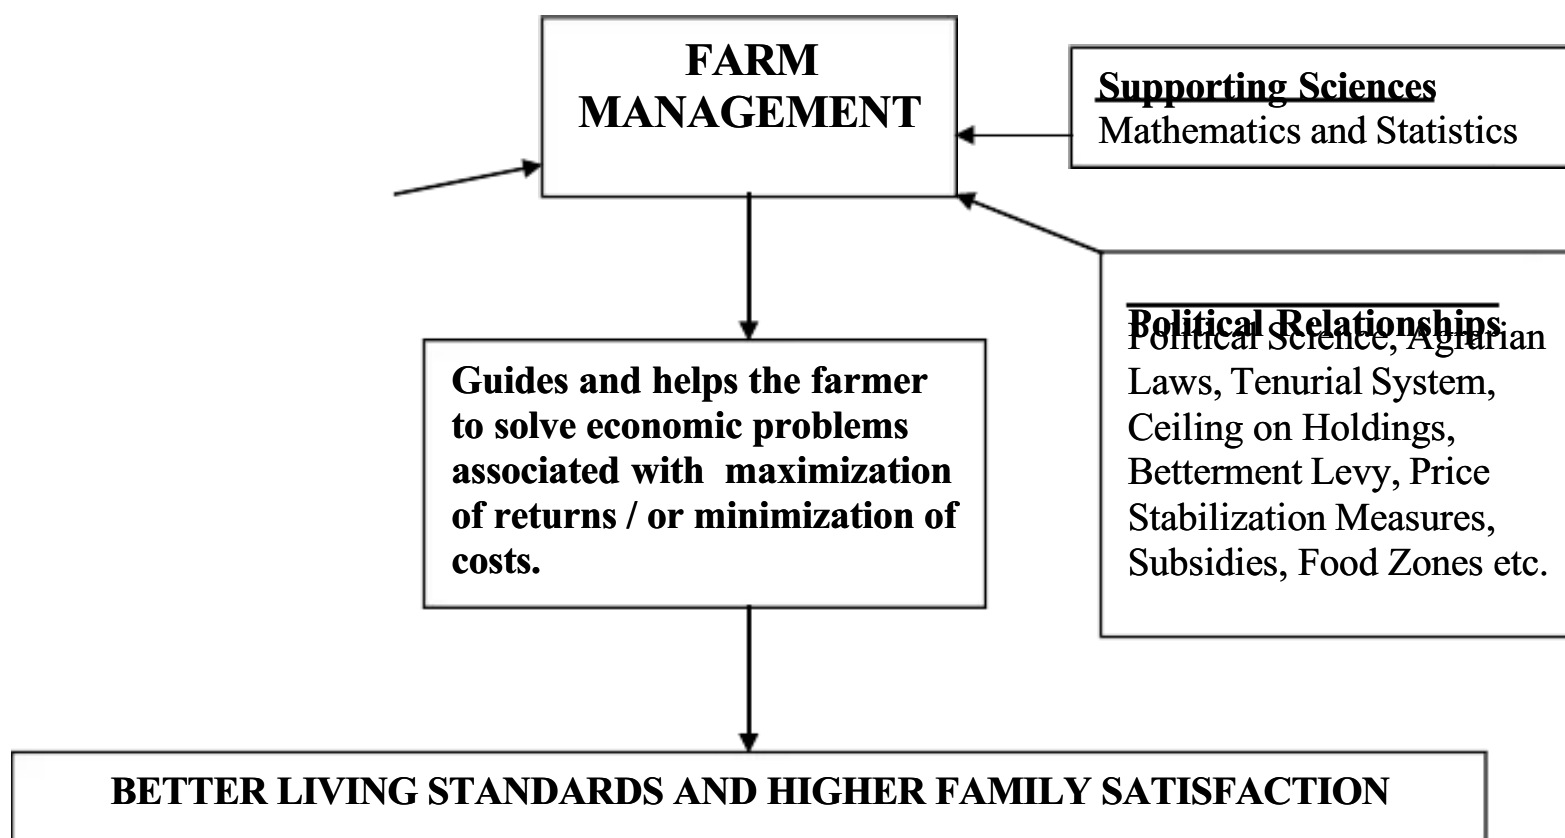 FARM
MANAGEMENT
Supporting Sciences
Mathematics and Statistics
Political Relationships
Political Science, Agrarian
Laws, Tenurial System,
Ceiling on Holdings,
Betterment Levy, Price
Stabilization Measures,
Subsidies, Food Zones etc.
Guides and helps the farmer
to solve economic problems
associated with  maximization
of returns / or minimization of
costs.
BETTER LIVING STANDARDS AND HIGHER FAMILY SATISFACTION